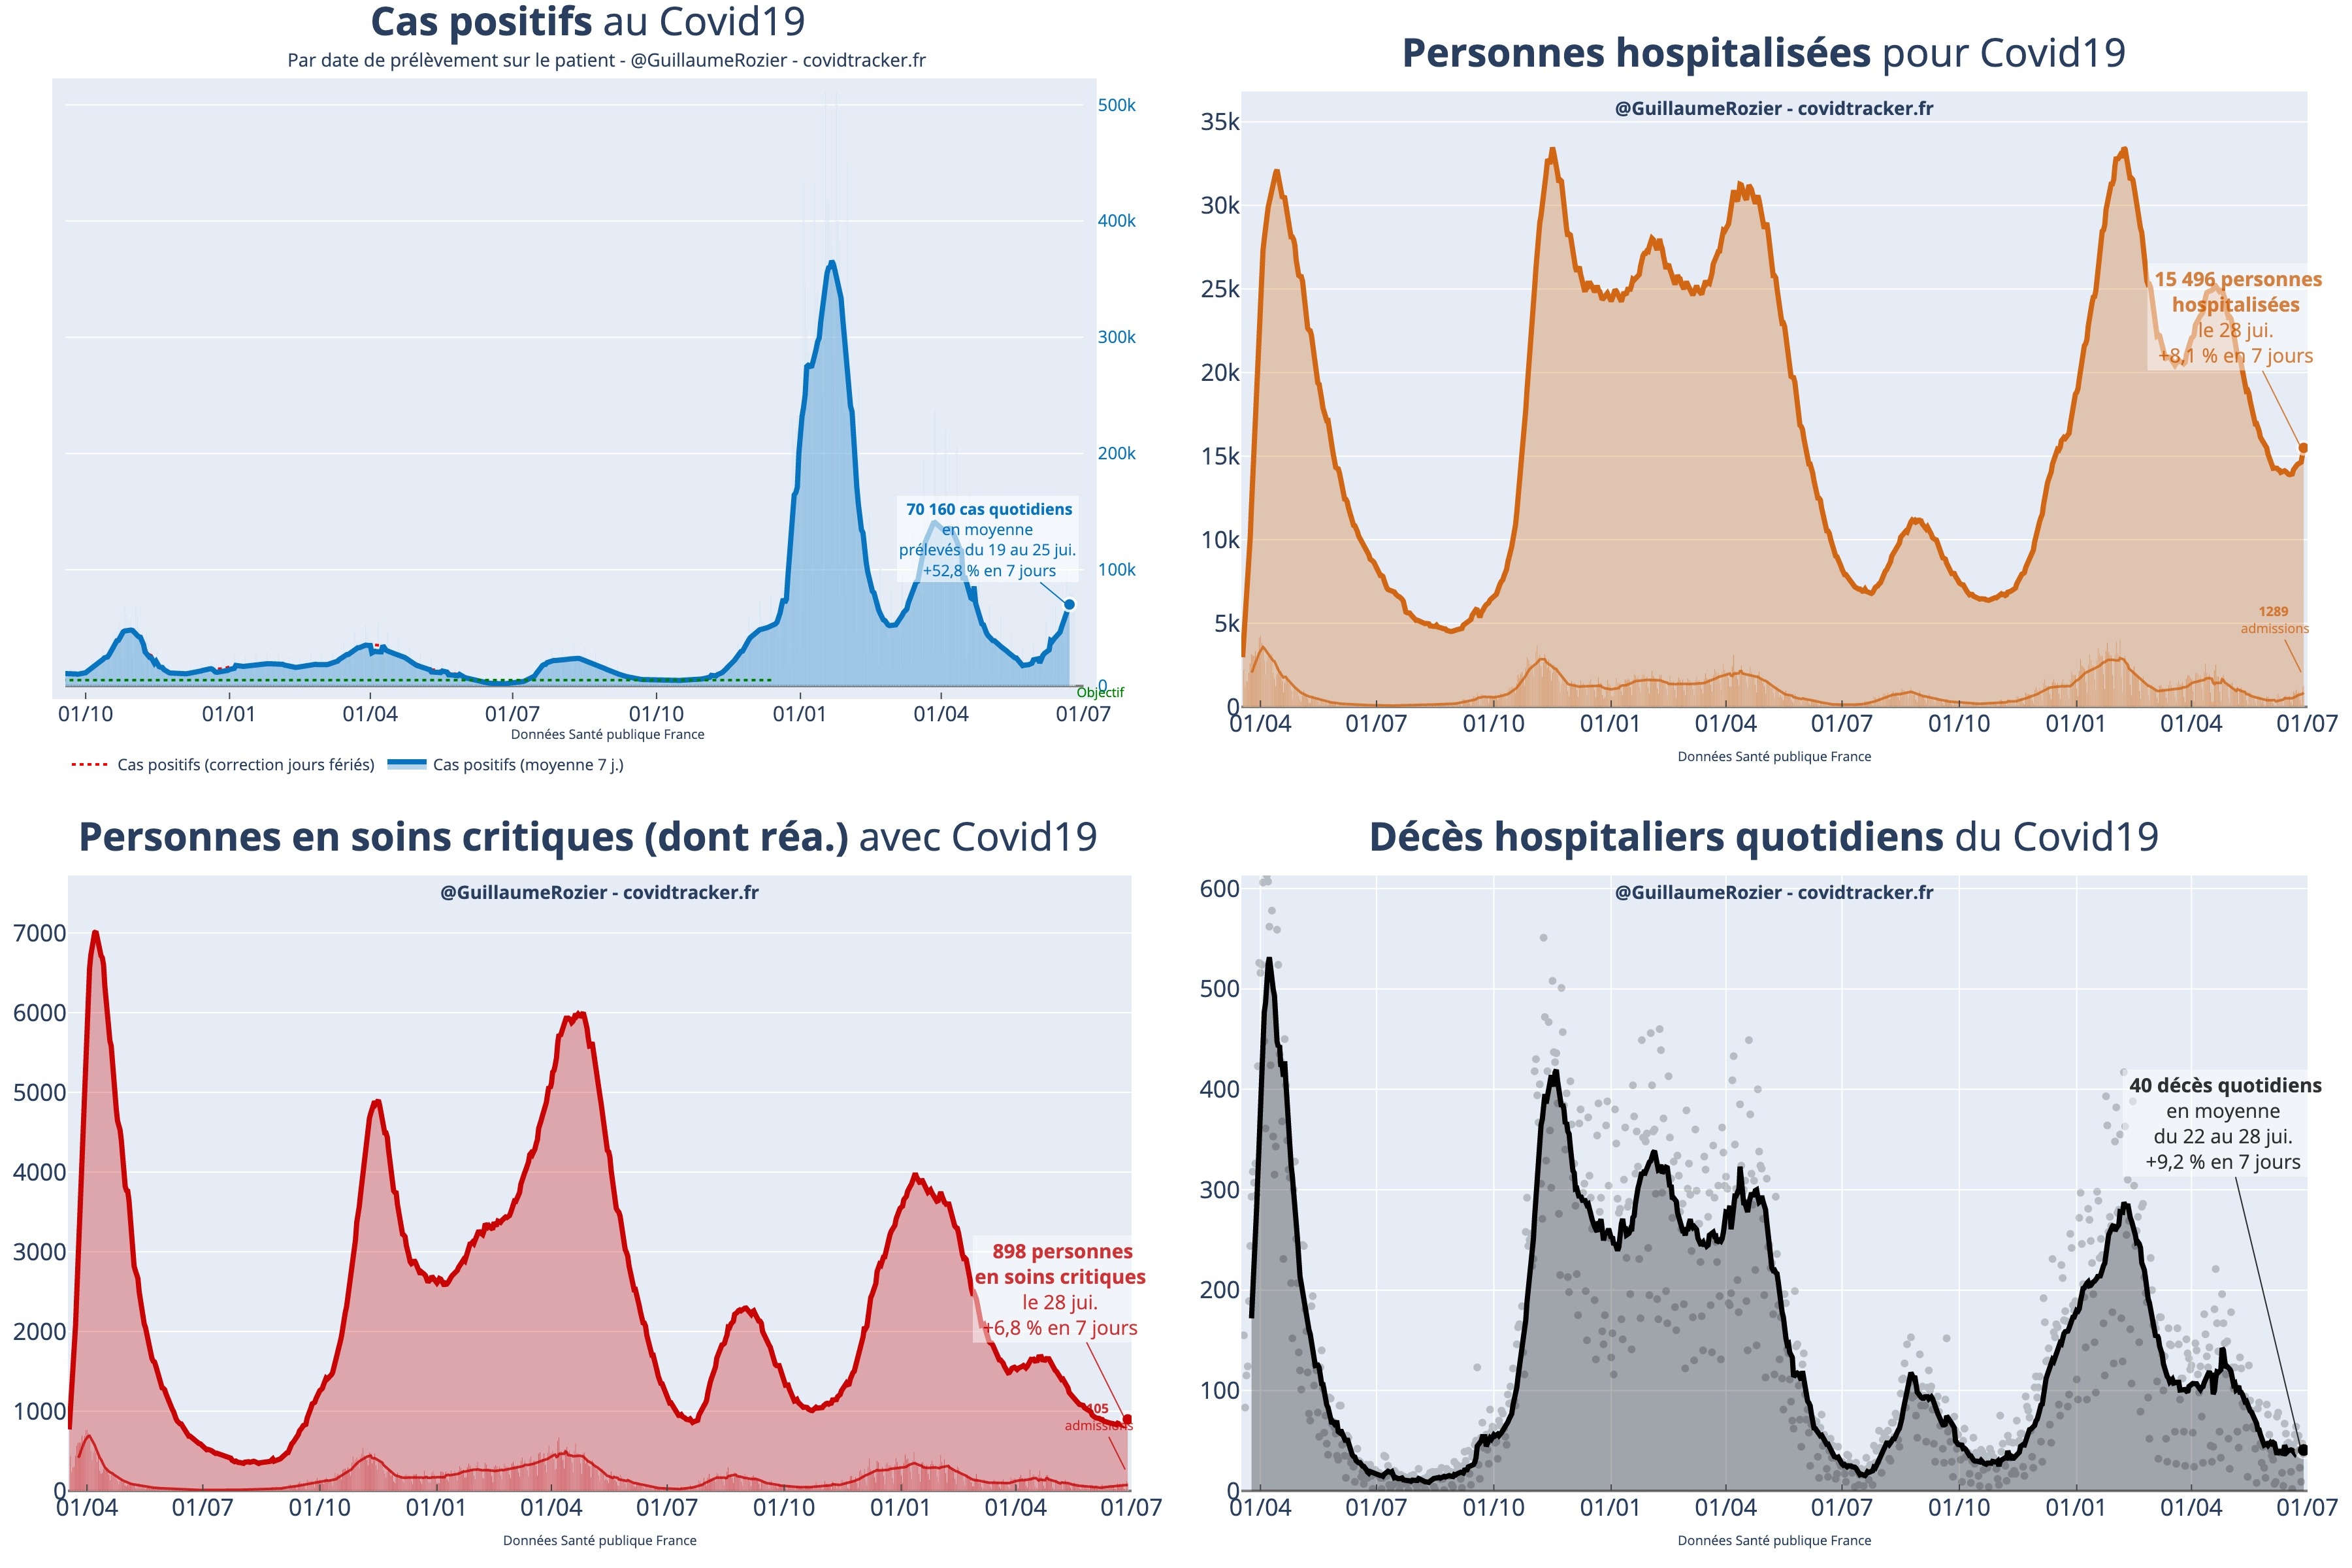 Cas positifs au Covid19
Par date de prélèvement sur le patient - @GuillaumeRozier - covidtracker.fr
500k
400k
300k
200k
100k
0
70 160 cas quotidiens
en moyenne
prélevés du 19 au 25 jui.
+52,8 % en 7 jours
Objectif
01/10 01/01 01/04 01/07 01/10 01/01 01/04 01/07
Données Santé publique France
Cas positifs (correction jours fériés) Cas positifs (moyenne 7 j.)
Personnes hospitalisées pour Covid19
@GuillaumeRozier - covidtracker.fr
35k
30k
25k
20k
15k
10k
5k
0
15 496 personnes
hospitalisées
le 28 jui.
+8,1 % en 7 jours
1289
admissions
01/04 01/07 01/10 01/01 01/04 01/07 01/10 01/01 01/04 01/07
Données Santé publique France
Personnes en soins critiques (dont réa.) avec Covid19
@GuillaumeRozier - covidtracker.fr
7000
6000
5000
4000
3000
2000
1000
0
898 personnes
en soins critiques
le 28 jui.
+6,8 % en 7 jours
105
admissions
01/04 01/07 01/10 01/01 01/04 01/07 01/10 01/01 01/04 01/07
Données Santé publique France
Décès hospitaliers quotidiens du Covid19
@GuillaumeRozier - covidtracker.fr
600
500
400
300
200
100
0
40 décès quotidiens
en moyenne
du 22 au 28 jui.
+9,2 % en 7 jours
01/04 01/07 01/10 01/01 01/04 01/07 01/10 01/01 01/04 01/07
Données Santé publique France